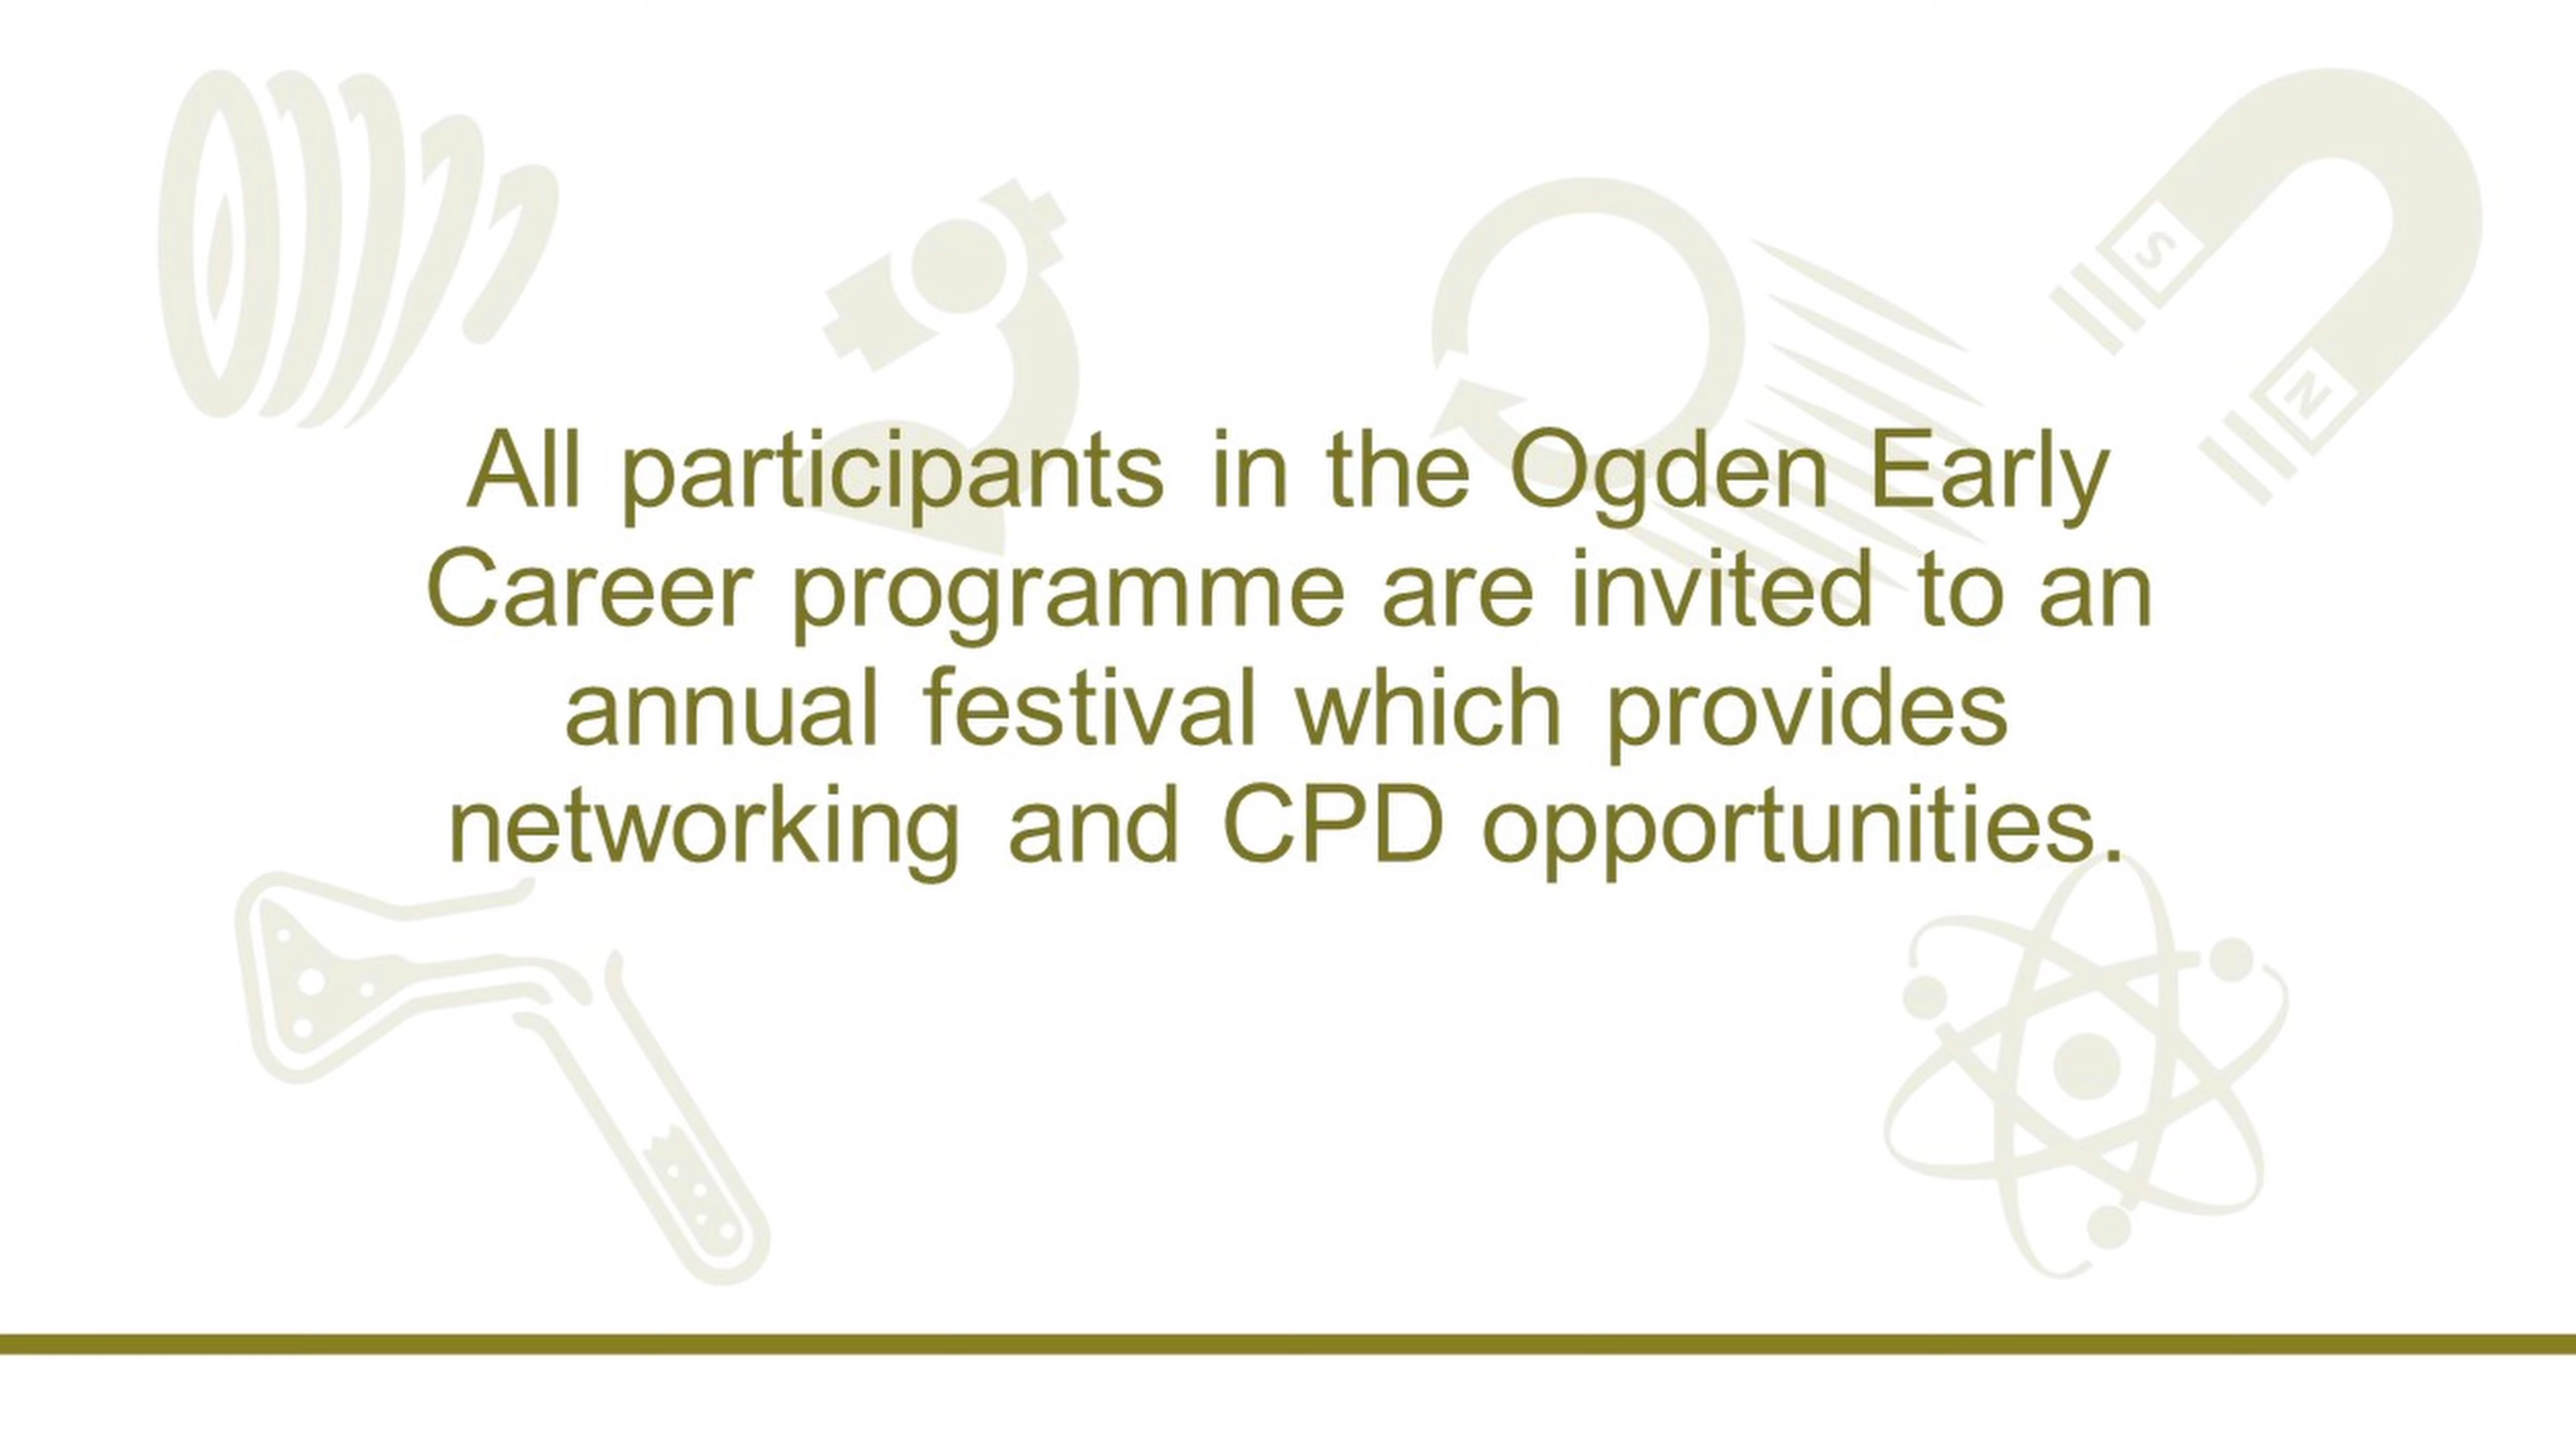 S
N
All participants in the Ogden Early
Career programme are invited to an
annual festival which provides
networking and CPD opportunities.